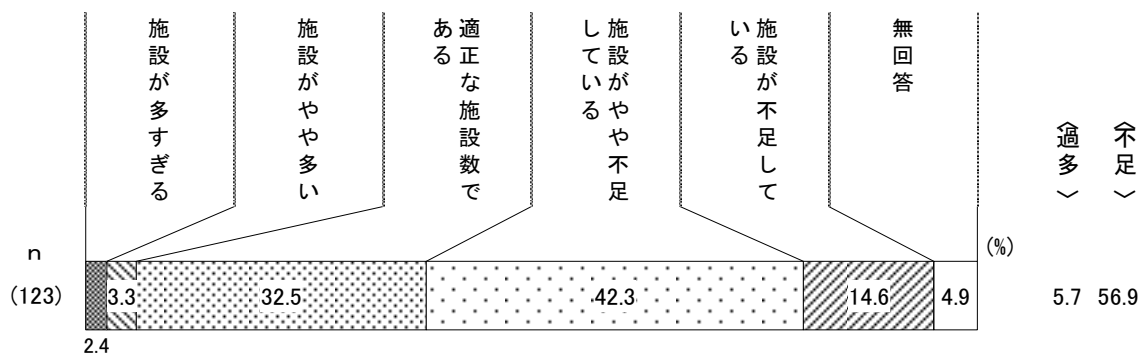 施設が多すぎる
施設がやや多い
適正な施設数で
ある
施設がやや不足
している
施設が不足して
いる
無回答
〈過多〉
〈不足〉
(%)
n
(123)
3.3
32.5
42.3
14.6
4.9
5.7
56.9
2.4